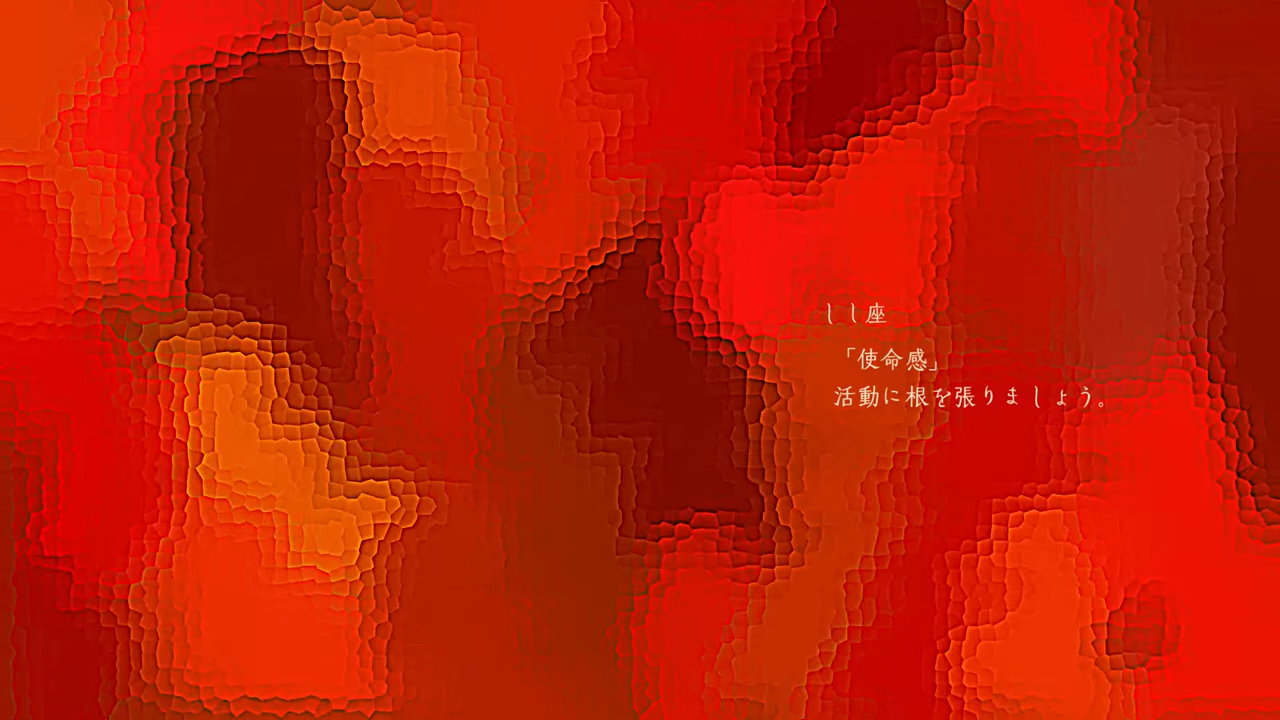 しし座
「使命感」
活動に根を張りましょう。